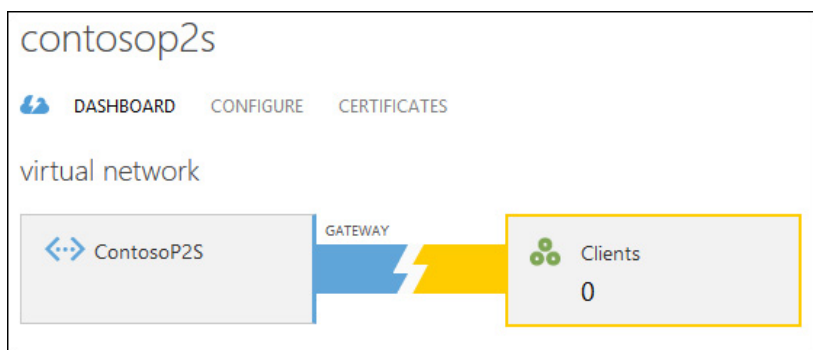 contosop2s
DASHBOARD CONFIGURE CERTIFICATES
virtual network
GATEWAY
ContosoP2S
Clients
0